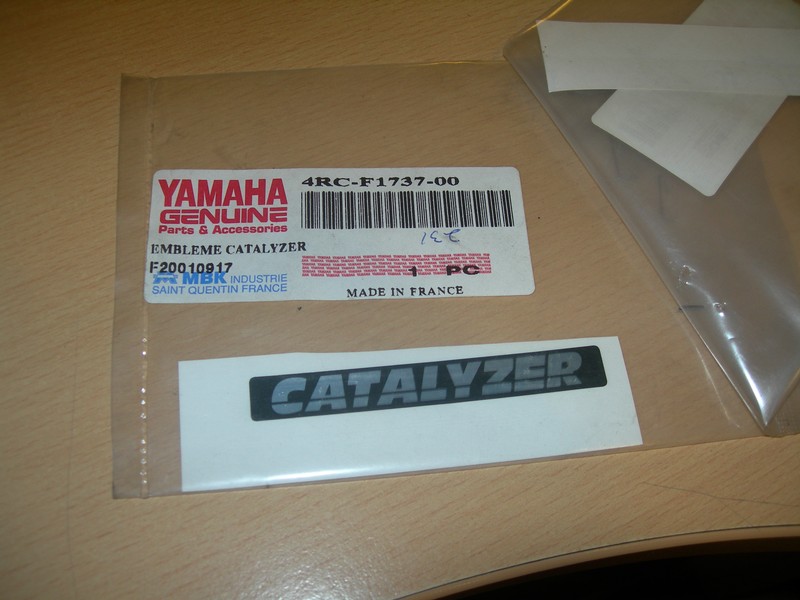 YAMAHA
GENUINE
Parts & Accessories
4RC-F1737-00
EMBLEME CATALYZER
F20010917
1 PC
MBK INDUSTRIE
SAINT QUENTIN FRANCE
MADE IN FRANCE
CATALYZER